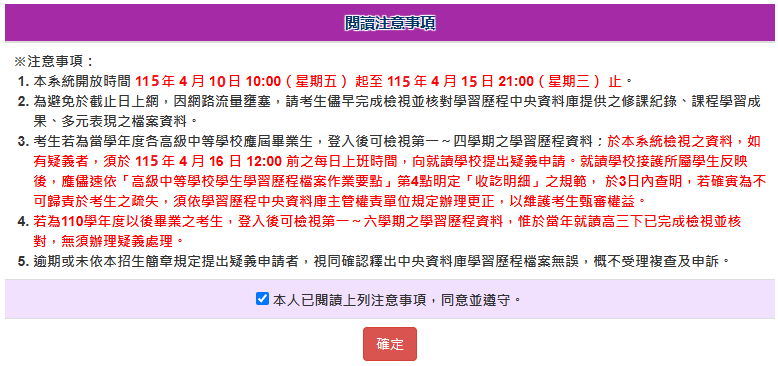 閱讀注意事項
※注意事項：
1. 本系統開放時間 115 年 4 月 10 日 10:00 ( 星期五 ) 起至 115 年 4 月 15 日 21:00 ( 星期三 ) 止。
2. 為避免於截止日上網，因網路流量壅塞，請考生儘早完成檢視並核對學習歷程中央資料庫提供之修課紀錄、課程學習成
果、多元表現之檔案資料。
3. 考生若為當學年度各高級中等學校應屆畢業生，登入後可檢視第一～四學期之學習歷程資料：於本系統檢視之資料，如
有疑義者，須於 115 年 4 月 16 日 12:00 前之每日上班時間，向就讀學校提出疑義申請。就讀學校接護所屬學生反映
後，應儘速依「高級中等學校學生學習歷程檔案作業要點」第4點明定「收訖明細」之規範， 於3日內查明，若確實為不
可歸責於考生之疏失，須依學習歷程中央資料庫主管權責單位規定辦理更正，以維護考生甄審權益。
4. 若為110學年度以後畢業之考生，登入後可檢視第一～六學期之學習歷程資料，惟於當年就讀高三下已完成檢視並核
對，無須辦理疑義處理。
5. 逾期或未依本招生簡章規定提出疑義申請者，視同確認釋出中央資料庫學習歷程檔案無誤，概不受理複查及申訴。
本人已閱讀上列注意事項，同意並遵守。
確定